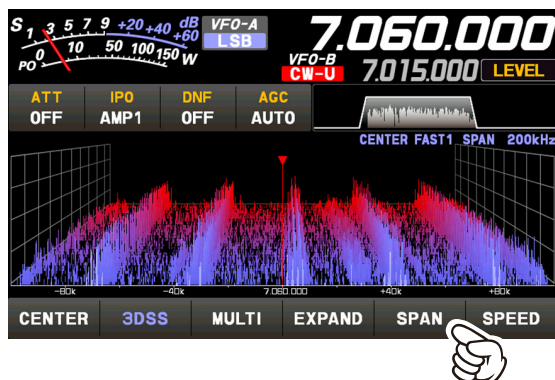 S 1 3 5 7 9 +20 +40 +60 dB
PO 0 10 50 100 150 W
VFO-A
LSB
7.060.000
VFO-B
CW-U
7.015.000
LEVEL
ATT IPO DNF AGC
OFF AMP1 OFF AUTO
CENTER FAST1 SPAN 200kHz
-80k -40k 7.060.000 +40k +80k
CENTER 3DSS MULTI EXPAND SPAN SPEED